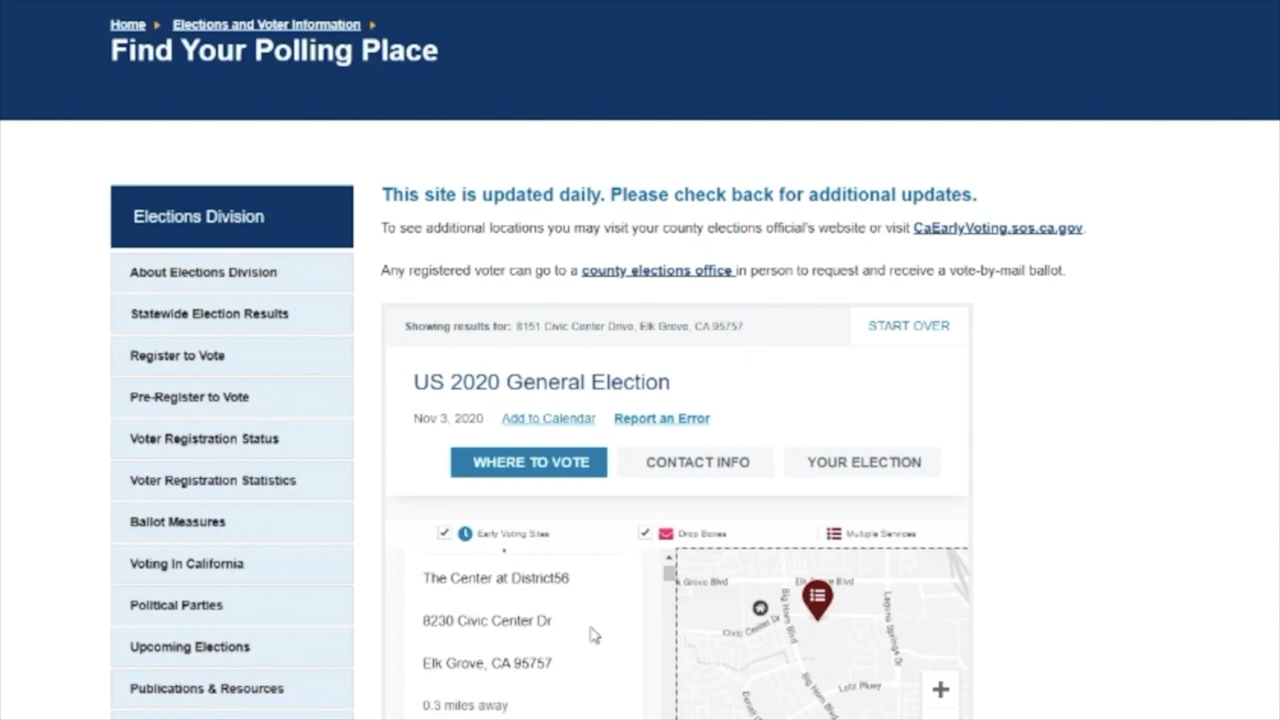 Home Elections and Voter Information
Find Your Polling Place
Elections Division
About Elections Division
Statewide Election Results
Register to Vote
Pre-Register to Vote
Voter Registration Status
Voter Registration Statistics
Ballot Measures
Voting In California
Political Parties
Upcoming Elections
Publications & Resources
This site is updated daily. Please check back for additional updates.
To see additional locations you may visit your county elections official's website or visit CaEarlyVoting.sos.ca.gov.
Any registered voter can go to a county elections office in person to request and receive a vote-by-mail ballot.
Showing results for: 8151 Civic Center Drive, Elk Grove, CA 95757
START OVER
US 2020 General Election
Nov 3, 2020 Add to Calendar Report an Error
WHERE TO VOTE CONTACT INFO YOUR ELECTION
Early Voting Sites Drop Boxes Multiple Services
The Center at District56
8230 Civic Center Dr
Elk Grove, CA 95757
0.3 miles away
k Grove Blvd
Blvd
Big Horn Blvd
Civic Center Dr
Laguna Springs Dr
Lotz Pkwy
Big Horn Blvd
+